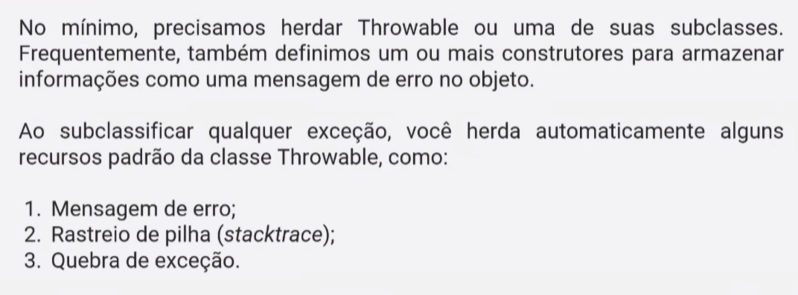 No mínimo, precisamos herdar Throwable ou uma de suas subclasses.
Frequentemente, também definimos um ou mais construtores para armazenar
informações como uma mensagem de erro no objeto.
Ao subclassificar qualquer exceção, você herda automaticamente alguns
recursos padrão da classe Throwable, como:
1. Mensagem de erro;
2. Rastreio de pilha (stacktrace);
3. Quebra de exceção.